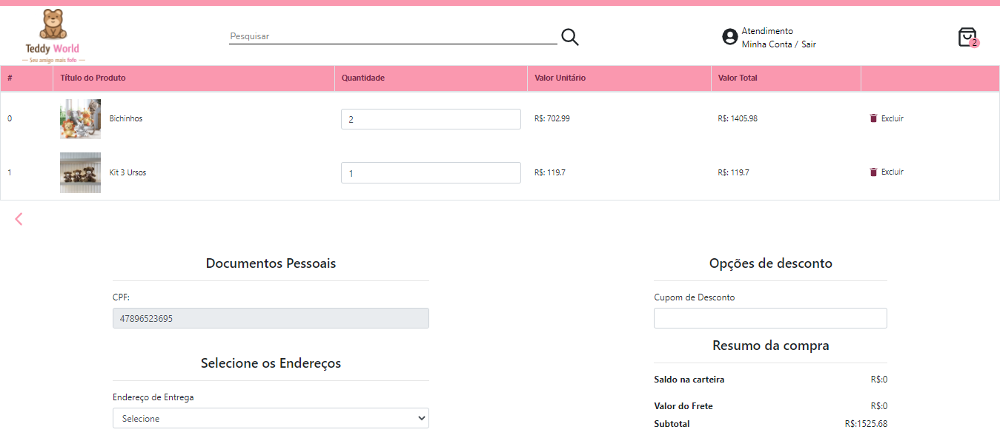 Teddy World
— Seu amigo mais fofo —
Pesquisar
Atendimento
Minha Conta / Sair
2
# Título do Produto Quantidade Valor Unitário Valor Total
0 Bichinhos 2 R$: 702.99 R$: 1405.98 Excluir
1 Kit 3 Ursos 1 R$: 119.7 R$: 119.7 Excluir
Documentos Pessoais
CPF:
47896523695
Selecione os Endereços
Endereço de Entrega
Selecione
Opções de desconto
Cupom de Desconto
Resumo da compra
Saldo na carteira R$:0
Valor do Frete R$:0
Subtotal R$:1525.68